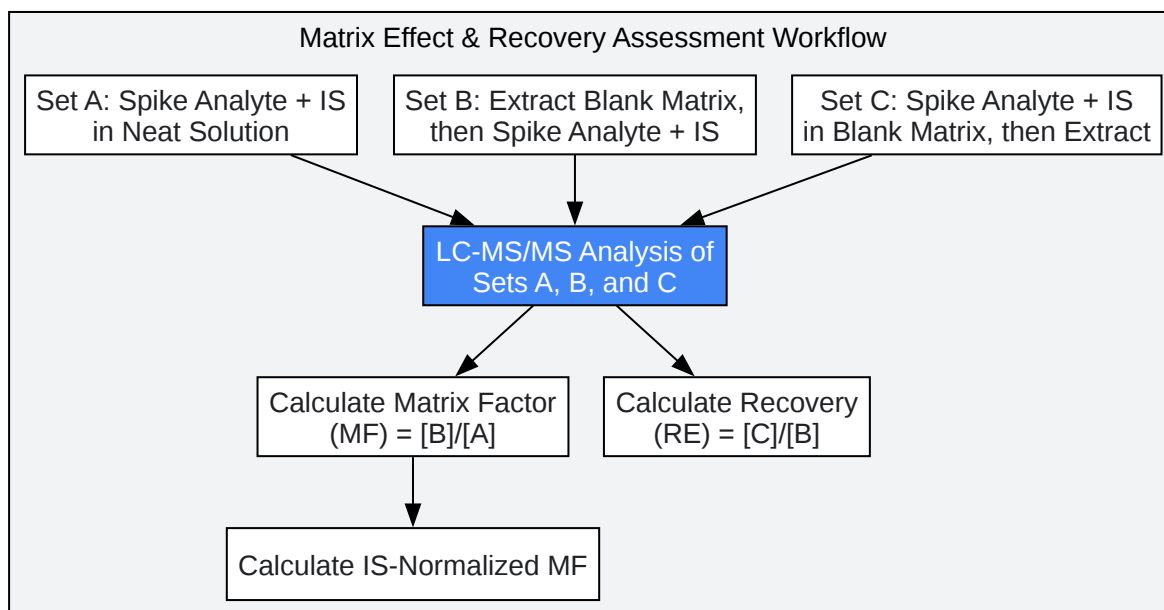 Matrix Effect & Recovery Assessment Workflow
Set A: Spike Analyte + IS
in Neat Solution
Set B: Extract Blank Matrix,
then Spike Analyte + IS
Set C: Spike Analyte + IS
in Blank Matrix, then Extract
LC-MS/MS Analysis of
Sets A, B, and C
Calculate Matrix Factor
(MF) = [B]/[A]
Calculate Recovery
(RE) = [C]/[B]
Calculate IS-Normalized MF